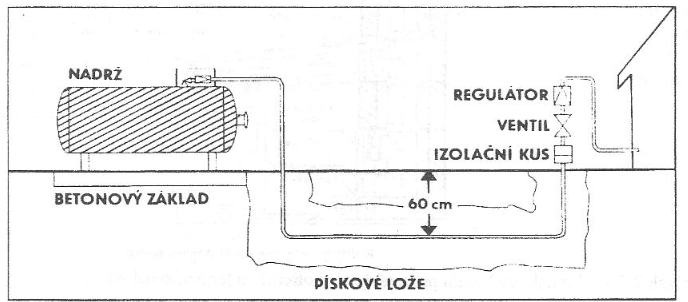 NADRŽ
REGULÁTOR
VENTIL
IZOLAČNÍ KUS
BETONOVÝ ZÁKLAD
60 cm
PÍSKOVÉ LOŽE